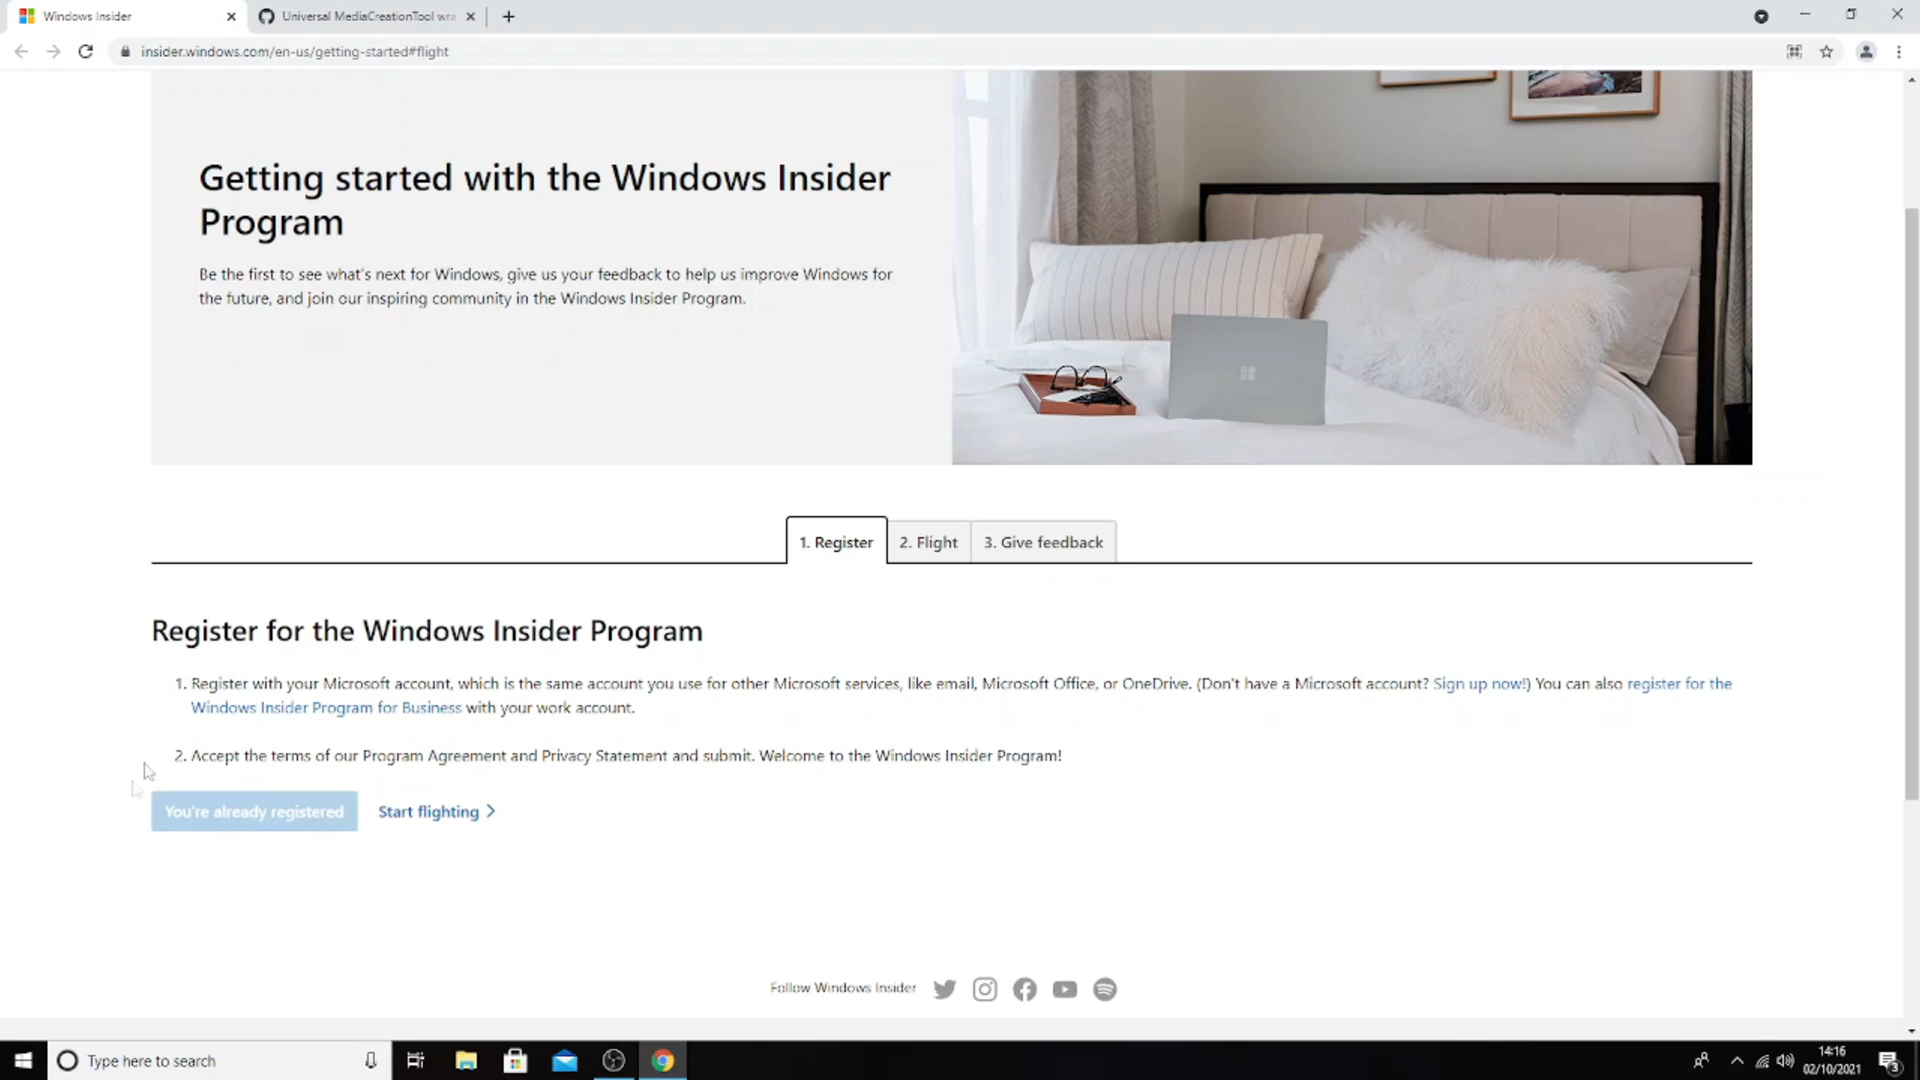 Windows Insider
Universal MediaCreationTool wra
insider.windows.com/en-us/getting-started#flight
Getting started with the Windows Insider
Program
Be the first to see what's next for Windows, give us your feedback to help us improve Windows for
the future, and join our inspiring community in the Windows Insider Program.
1. Register
2. Flight
3. Give feedback
Register for the Windows Insider Program
1. Register with your Microsoft account, which is the same account you use for other Microsoft services, like email, Microsoft Office, or OneDrive. (Don't have a Microsoft account? Sign up now!) You can also register for the
Windows Insider Program for Business with your work account.
2. Accept the terms of our Program Agreement and Privacy Statement and submit. Welcome to the Windows Insider Program!
You're already registered
Start flighting
Follow Windows Insider
Type here to search
14:16
02/10/2021
3